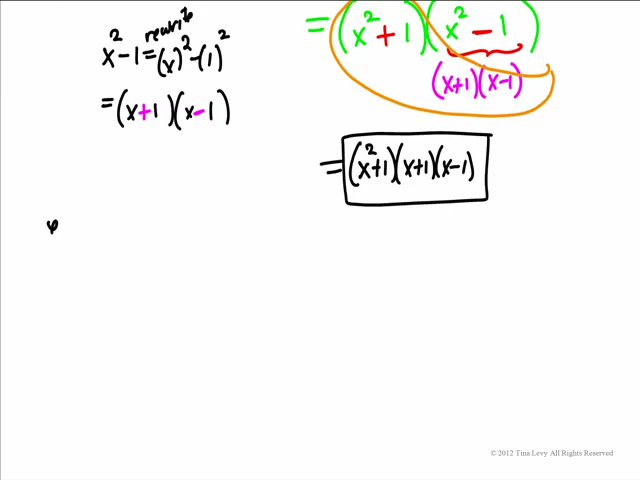 rewrite
x² - 1 = (x)² - (1)²
= (x+1)(x-1)
= (x² + 1)(x² - 1)
(x+1)(x-1)
= (x²+1)(x+1)(x-1)
© 2012 Tina Levy All Rights Reserved